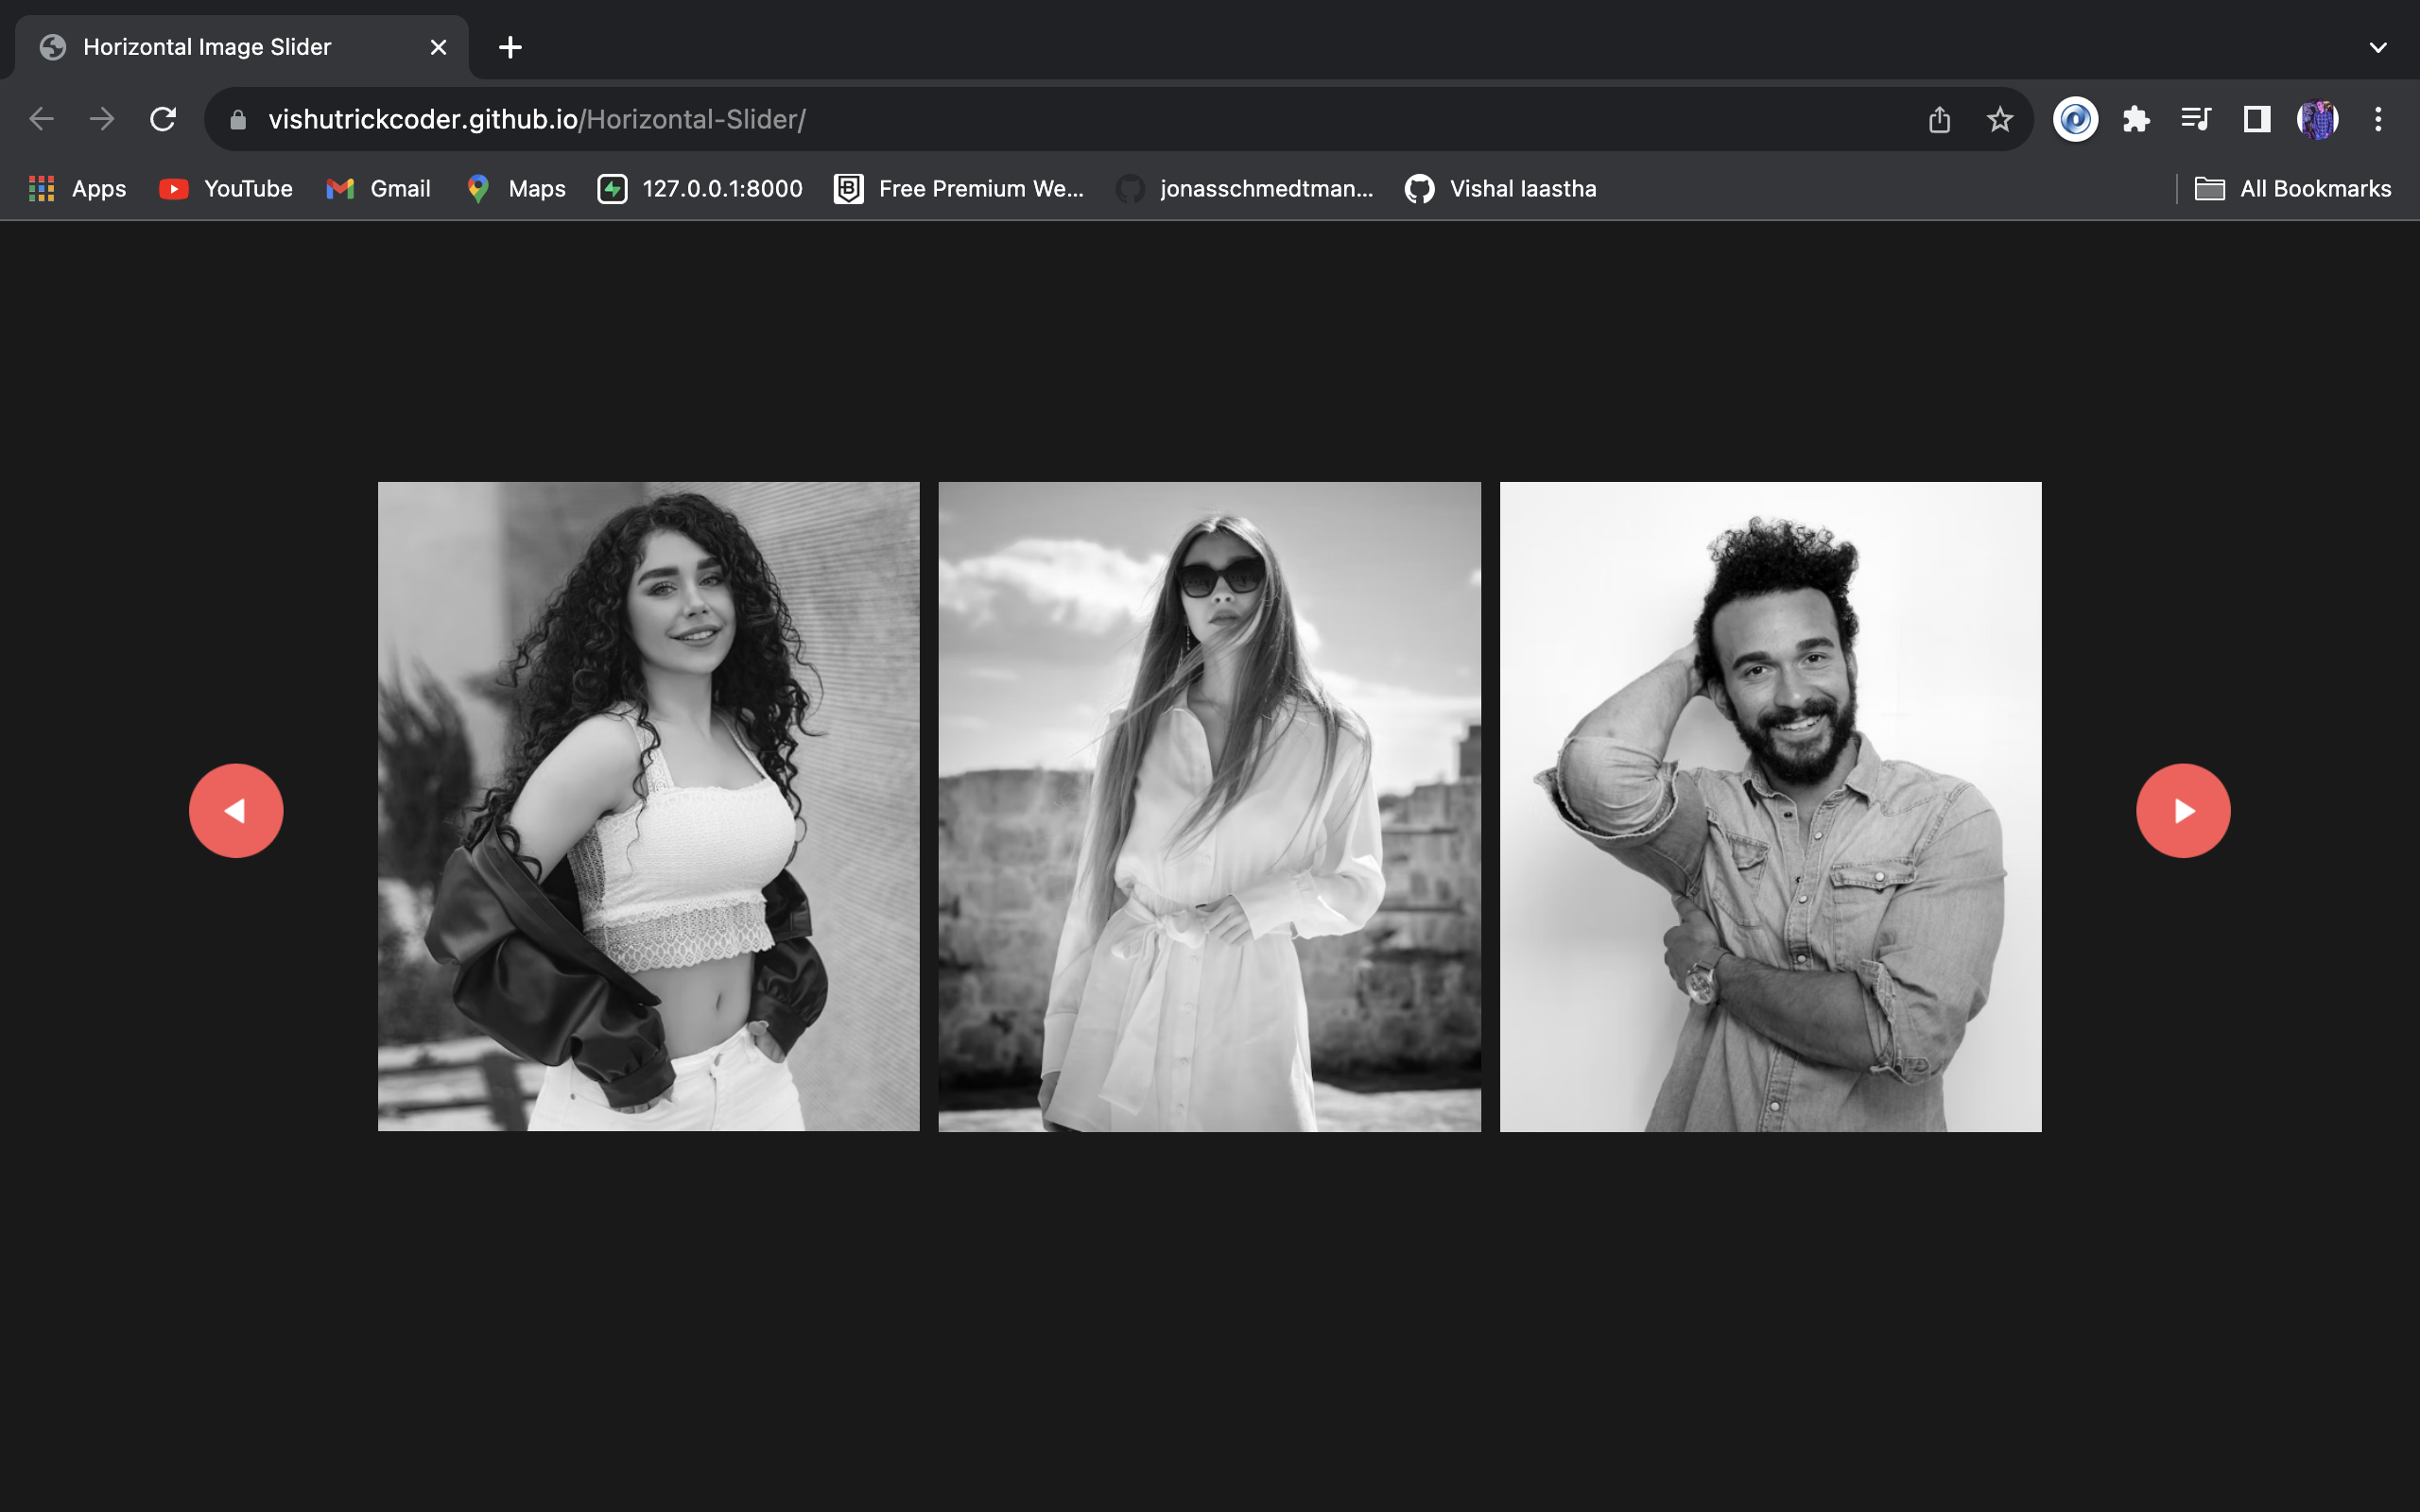 Horizontal Image Slider
vishutrickcoder.github.io/Horizontal-Slider/
Apps YouTube Gmail Maps 127.0.0.1:8000 Free Premium We... jonasschmedtman... Vishal laastha All Bookmarks